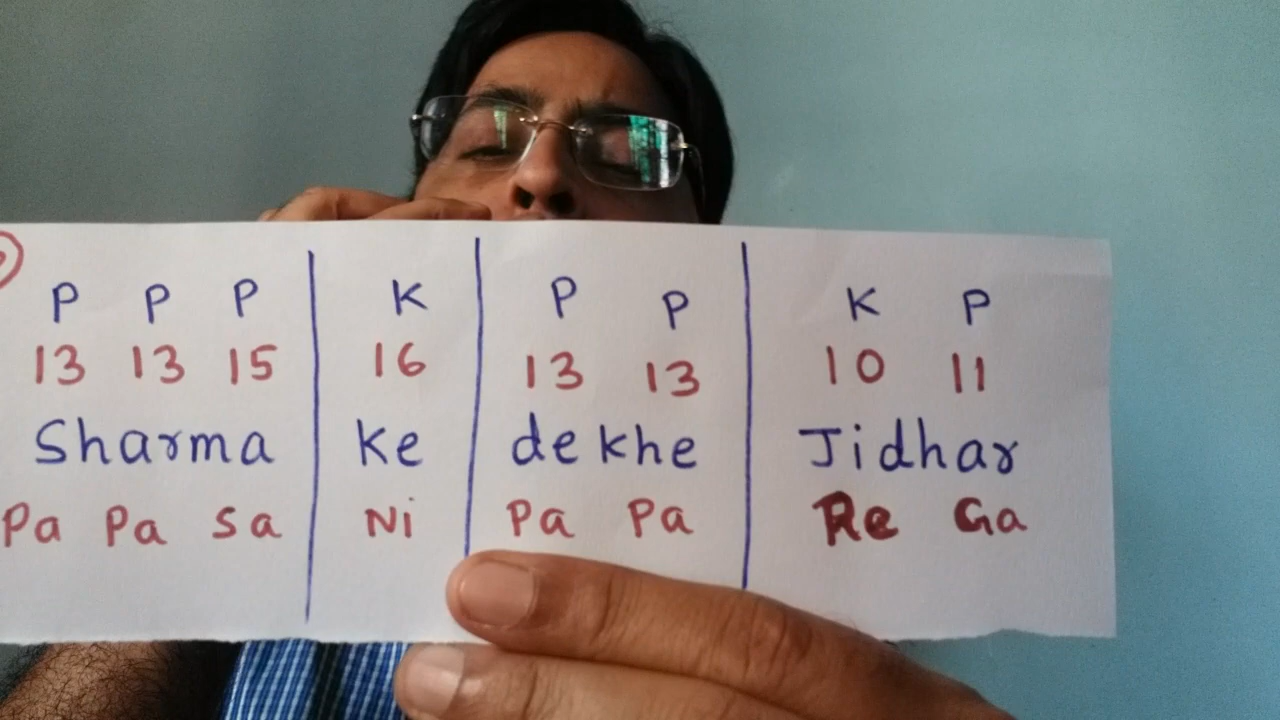 P P P K P P K P
13 13 15 16 13 13 10 11
Sharma Ke dekhe Jidhar
Pa Pa Sa Ni Pa Pa Re Ga